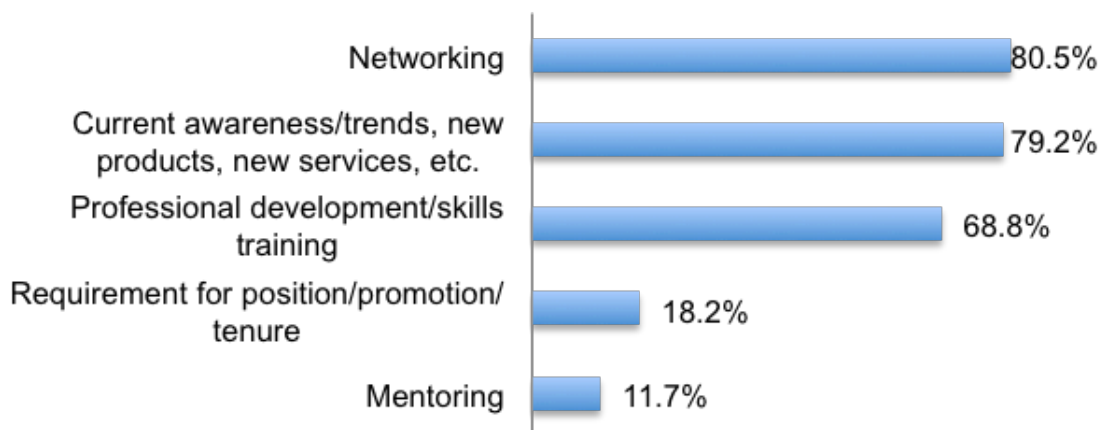 Networking
80.5%
Current awareness/trends, new
products, new services, etc.
79.2%
Professional development/skills
training
68.8%
Requirement for position/promotion/
tenure
18.2%
Mentoring
11.7%